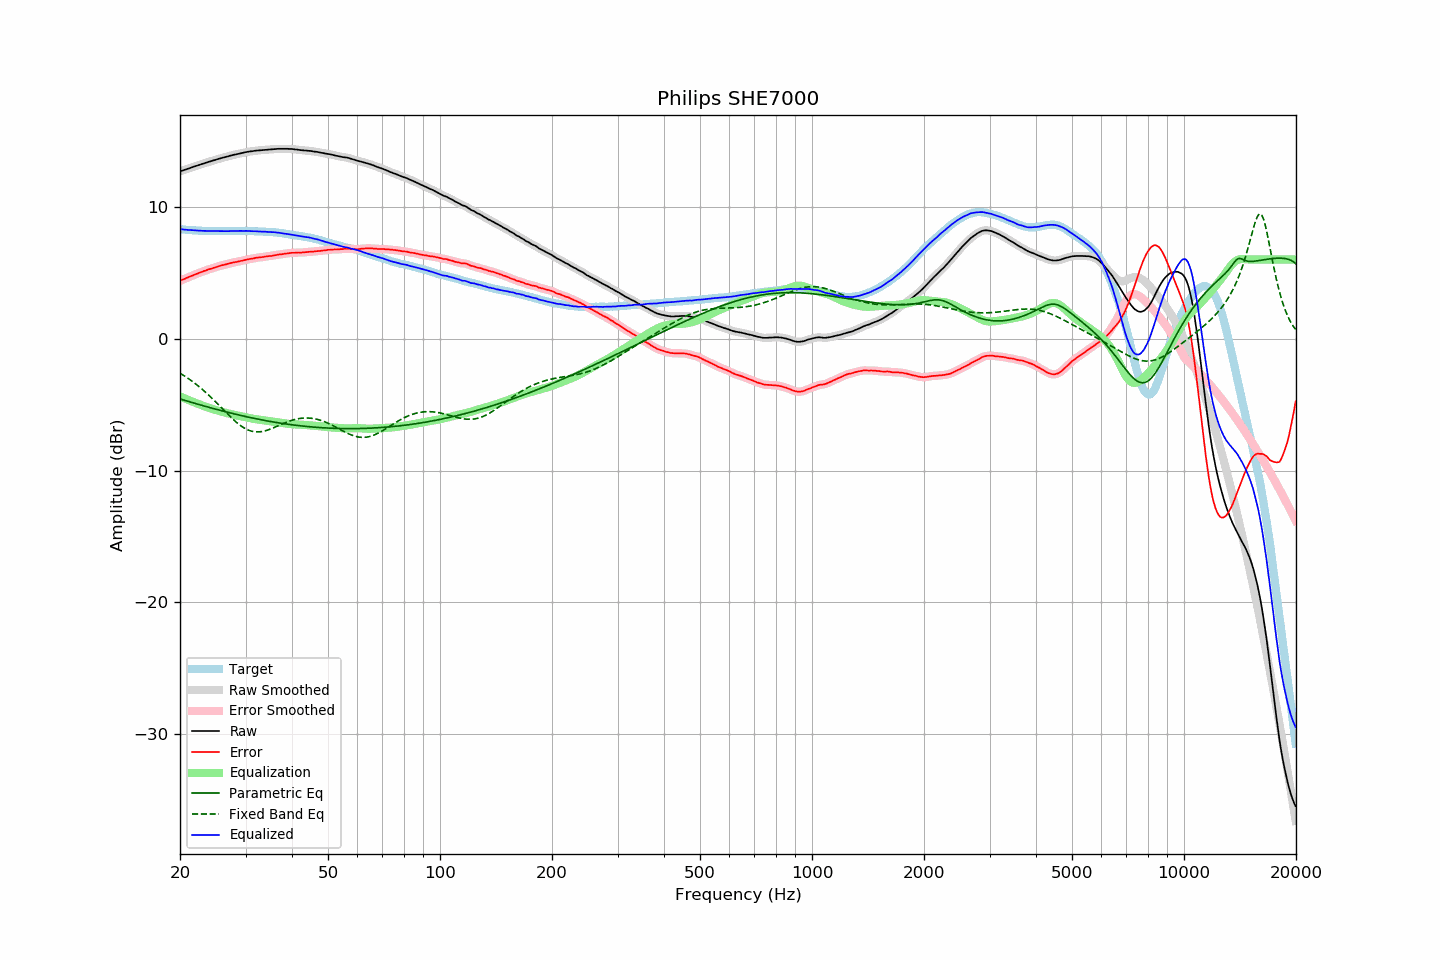 Philips SHE7000
Amplitude (dBr)
10
0
−10
−20
−30
Target
Raw Smoothed
Error Smoothed
Raw
Error
Equalization
Parametric Eq
Fixed Band Eq
Equalized
20 50 100 200 500 1000 2000 5000 10000 20000
Frequency (Hz)